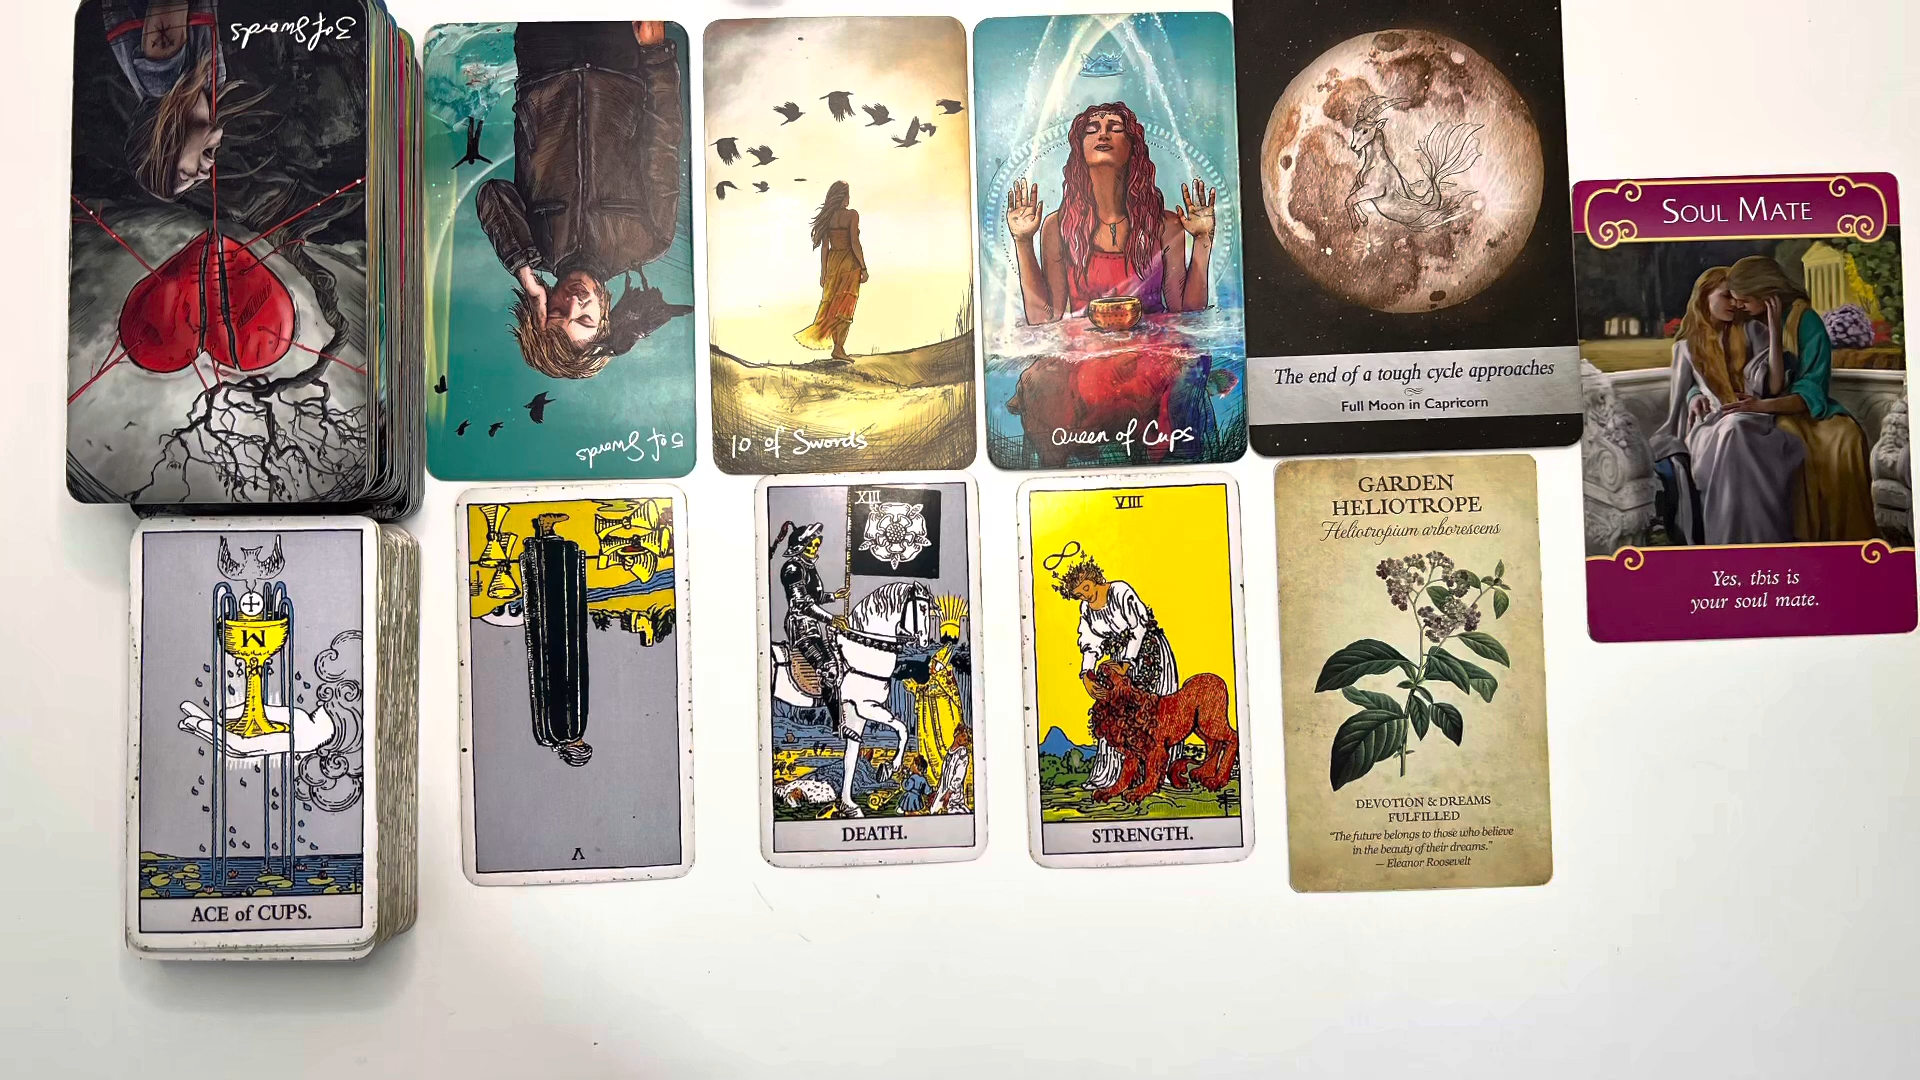 3 of Swords
5 of Swords
10 of Swords
Queen of Cups
The end of a tough cycle approaches
Full Moon in Capricorn
SOUL MATE
Yes, this is
your soul mate.
ACE of CUPS.
V
XIII
DEATH.
VIII
STRENGTH.
GARDEN
HELIOTROPE
Heliotropium arborescens
DEVOTION & DREAMS
FULFILLED
"The future belongs to those who believe
in the beauty of their dreams."
— Eleanor Roosevelt